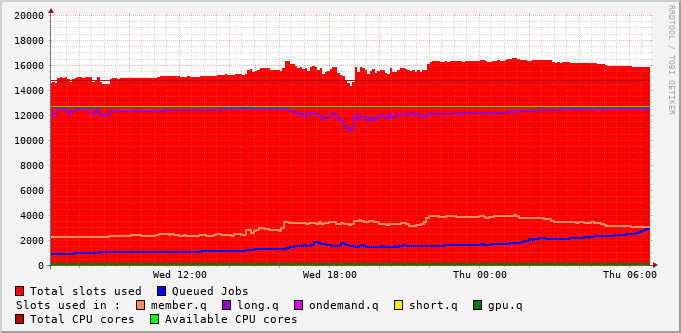 20000
18000
16000
14000
12000
10000
8000
6000
4000
2000
0
Wed 12:00 Wed 18:00 Thu 00:00 Thu 06:00
RRDTOOL / TOBI OETIKER
Total slots used Queued Jobs
Slots used in : member.q long.q ondemand.q short.q gpu.q
Total CPU cores Available CPU cores